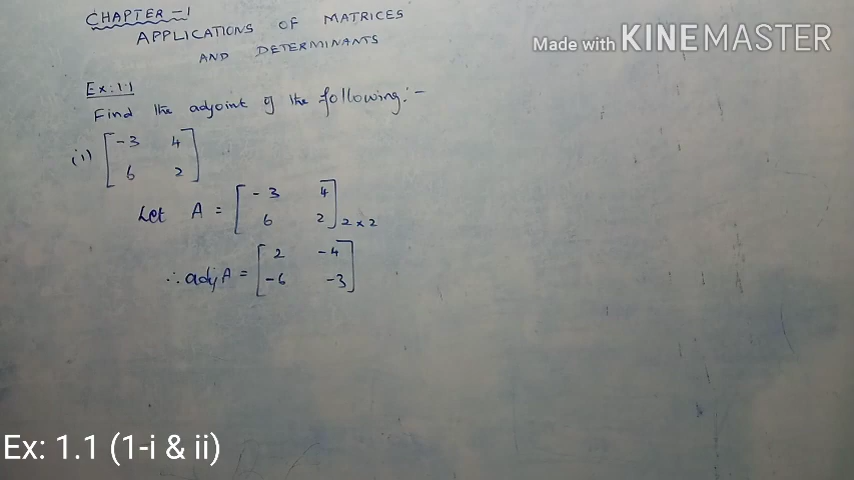 CHAPTER - 1
APPLICATIONS OF MATRICES
AND DETERMINANTS
Made with KINEMASTER
Ex: 1.1
Find the adjoint of the following: -
(i) [ -3 4
6 2 ]
Let A = [ -3 4
6 2 ] 2 × 2
∴ adj A = [ 2 -4
-6 -3 ]
Ex: 1.1 (1-i & ii)